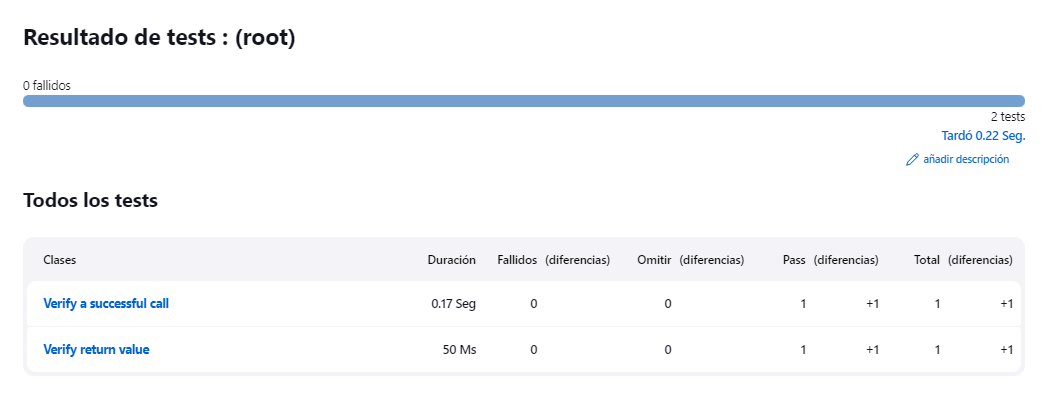 Resultado de tests : (root)
0 fallidos
2 tests
Tardó 0.22 Seg.
añadir descripción
Todos los tests
Clases Duración Fallidos (diferencias) Omitir (diferencias) Pass (diferencias) Total (diferencias)
Verify a successful call 0.17 Seg 0 0 1 +1 1 +1
Verify return value 50 Ms 0 0 1 +1 1 +1